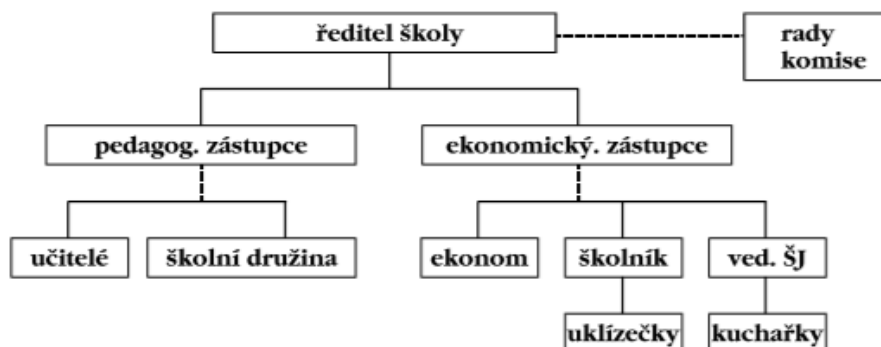 ředitel školy
rady
komise
pedagog. zástupce
ekonomický. zástupce
učitelé
školní družina
ekonom
školník
ved. ŠJ
uklízečky
kuchařky